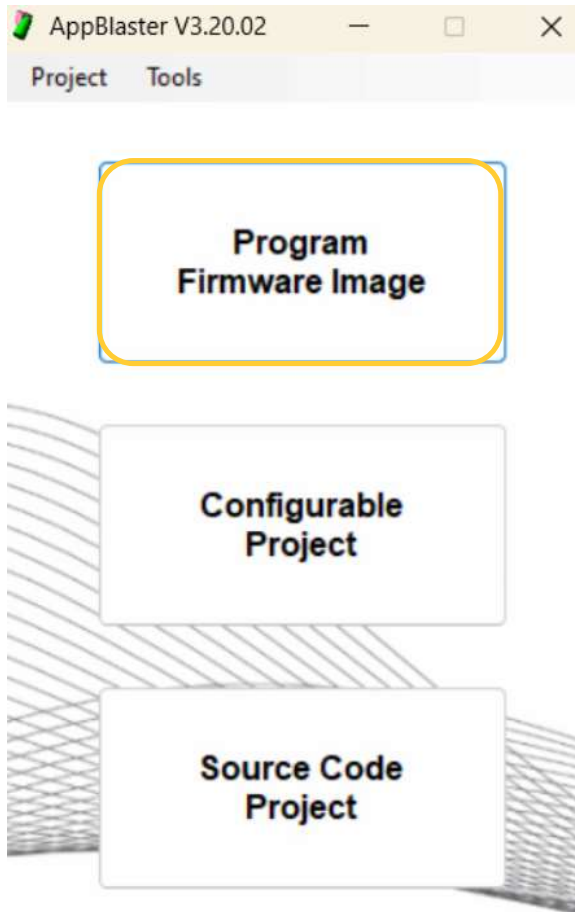 AppBlaster V3.20.02
Project Tools
Program
Firmware Image
Configurable
Project
Source Code
Project